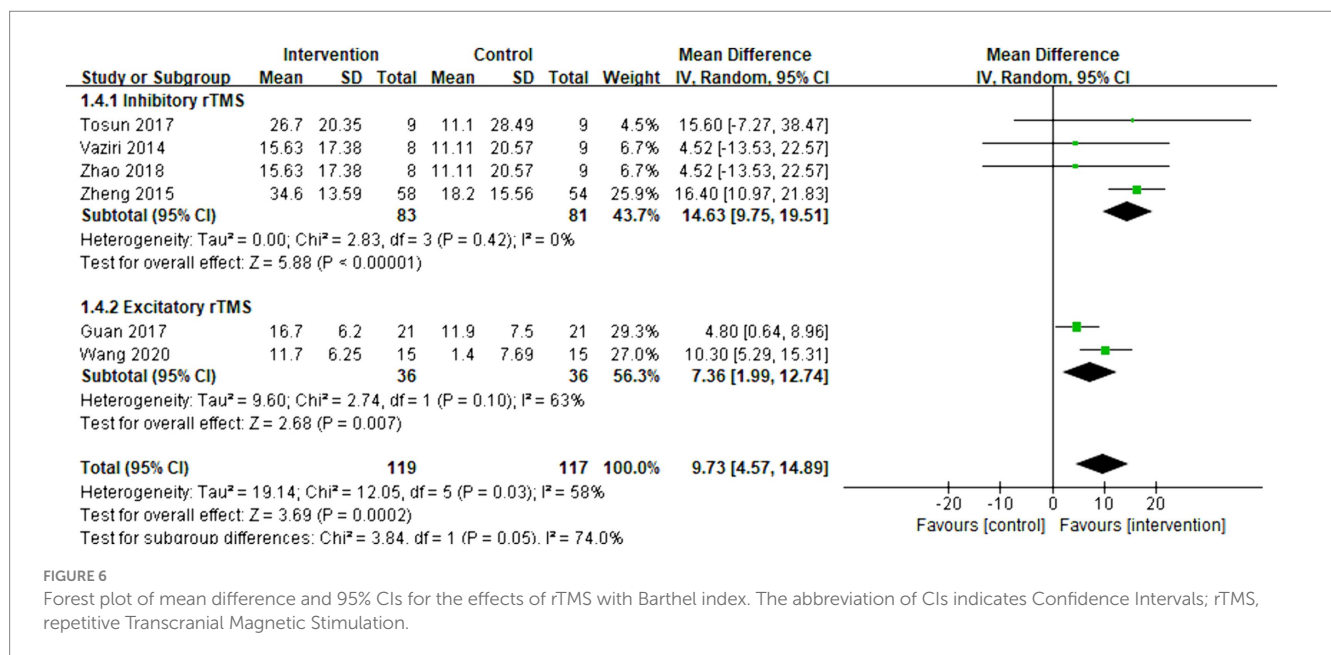 Intervention Control Mean Difference Mean Difference
Study or Subgroup Mean SD Total Mean SD Total Weight IV, Random, 95% CI IV, Random, 95% CI
1.4.1 Inhibitory rTMS
Tosun 2017 26.7 20.35 9 11.1 28.49 9 4.5% 15.60 [-7.27, 38.47]
Vaziri 2014 15.63 17.38 8 11.11 20.57 9 6.7% 4.52 [-13.53, 22.57]
Zhao 2018 15.63 17.38 8 11.11 20.57 9 6.7% 4.52 [-13.53, 22.57]
Zheng 2015 34.6 13.59 58 18.2 15.56 54 25.9% 16.40 [10.97, 21.83]
Subtotal (95% CI) 83 81 43.7% 14.63 [9.75, 19.51]
Heterogeneity: Tau² = 0.00; Chi² = 2.83, df = 3 (P = 0.42); I² = 0%
Test for overall effect: Z = 5.88 (P < 0.00001)
1.4.2 Excitatory rTMS
Guan 2017 16.7 6.2 21 11.9 7.5 21 29.3% 4.80 [0.64, 8.96]
Wang 2020 11.7 6.25 15 1.4 7.69 15 27.0% 10.30 [5.29, 15.31]
Subtotal (95% CI) 36 36 56.3% 7.36 [1.99, 12.74]
Heterogeneity: Tau² = 9.60; Chi² = 2.74, df = 1 (P = 0.10); I² = 63%
Test for overall effect: Z = 2.68 (P = 0.007)
Total (95% CI) 119 117 100.0% 9.73 [4.57, 14.89]
Heterogeneity: Tau² = 19.14; Chi² = 12.05, df = 5 (P = 0.03); I² = 58%
Test for overall effect: Z = 3.69 (P = 0.0002)
Test for subgroup differences: Chi² = 3.84, df = 1 (P = 0.05), I² = 74.0%
-20 -10 0 10 20
Favours [control] Favours [intervention]
FIGURE 6
Forest plot of mean difference and 95% CIs for the effects of rTMS with Barthel index. The abbreviation of CIs indicates Confidence Intervals; rTMS,
repetitive Transcranial Magnetic Stimulation.